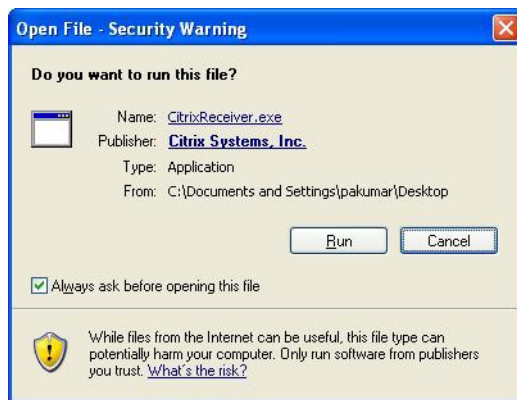 Open File - Security Warning
Do you want to run this file?
Name: CitrixReceiver.exe
Publisher: Citrix Systems, Inc.
Type: Application
From: C:\Documents and Settings\pakumar\Desktop
Run Cancel
Always ask before opening this file
While files from the Internet can be useful, this file type can
potentially harm your computer. Only run software from publishers
you trust. What's the risk?